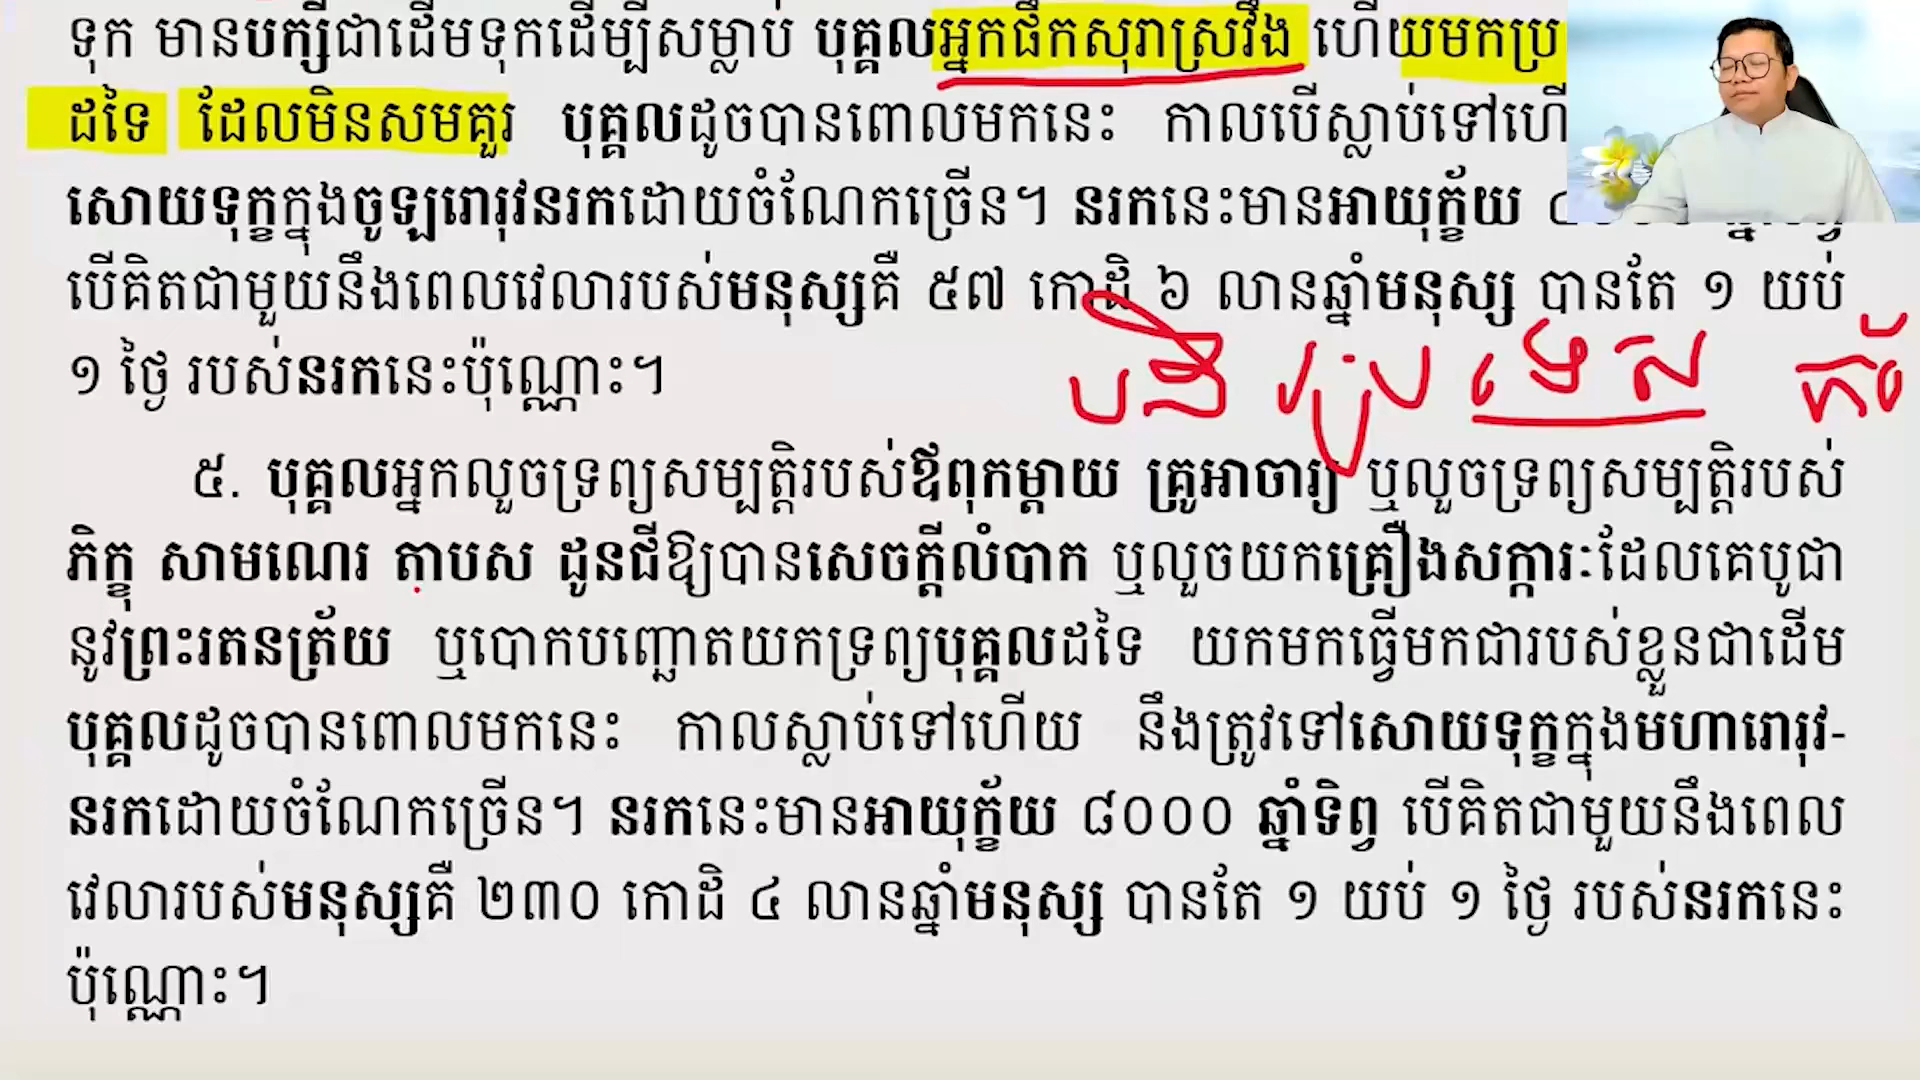 ទុក មានបក្សីជាដើមទុកដើម្បីសម្លាប់ បុគ្គលអ្នកផឹកសុរាស្រវឹង ហើយមកប្រ
ដទៃ ដែលមិនសមគួរ បុគ្គលដូចបានពោលមកនេះ កាលបើស្លាប់ទៅហើ
សោយទុក្ខក្នុងចូឡរោរុវនរកដោយចំណែកច្រើន។ នរកនេះមានអាយុក្ខ័យ
បើគិតជាមួយនឹងពេលវេលារបស់មនុស្សគឺ ៥៧ កោដិ ៦ លានឆ្នាំមនុស្ស បានតែ ១ យប់
១ ថ្ងៃ របស់នរកនេះប៉ុណ្ណោះ។
៥. បុគ្គលអ្នកលួចទ្រព្យសម្បត្តិរបស់ឪពុកម្តាយ គ្រូអាចារ្យ ឬលួចទ្រព្យសម្បត្តិរបស់
ភិក្ខុ សាមណេរ តាបស ដូនជីឱ្យបានសេចក្តីលំបាក ឬលួចយកគ្រឿងសក្ការៈដែលគេបូជា
នូវព្រះរតនត្រ័យ ឬបោកបញ្ឆោតយកទ្រព្យបុគ្គលដទៃ យកមកធ្វើមកជារបស់ខ្លួនជាដើម
បុគ្គលដូចបានពោលមកនេះ កាលស្លាប់ទៅហើយ នឹងត្រូវទៅសោយទុក្ខក្នុងមហារោរុវ-
នរកដោយចំណែកច្រើន។ នរកនេះមានអាយុក្ខ័យ ៨០០០ ឆ្នាំទិព្វ បើគិតជាមួយនឹងពេល
វេលារបស់មនុស្សគឺ ២៣០ កោដិ ៤ លានឆ្នាំមនុស្ស បានតែ ១ យប់ ១ ថ្ងៃ របស់នរកនេះ
ប៉ុណ្ណោះ។